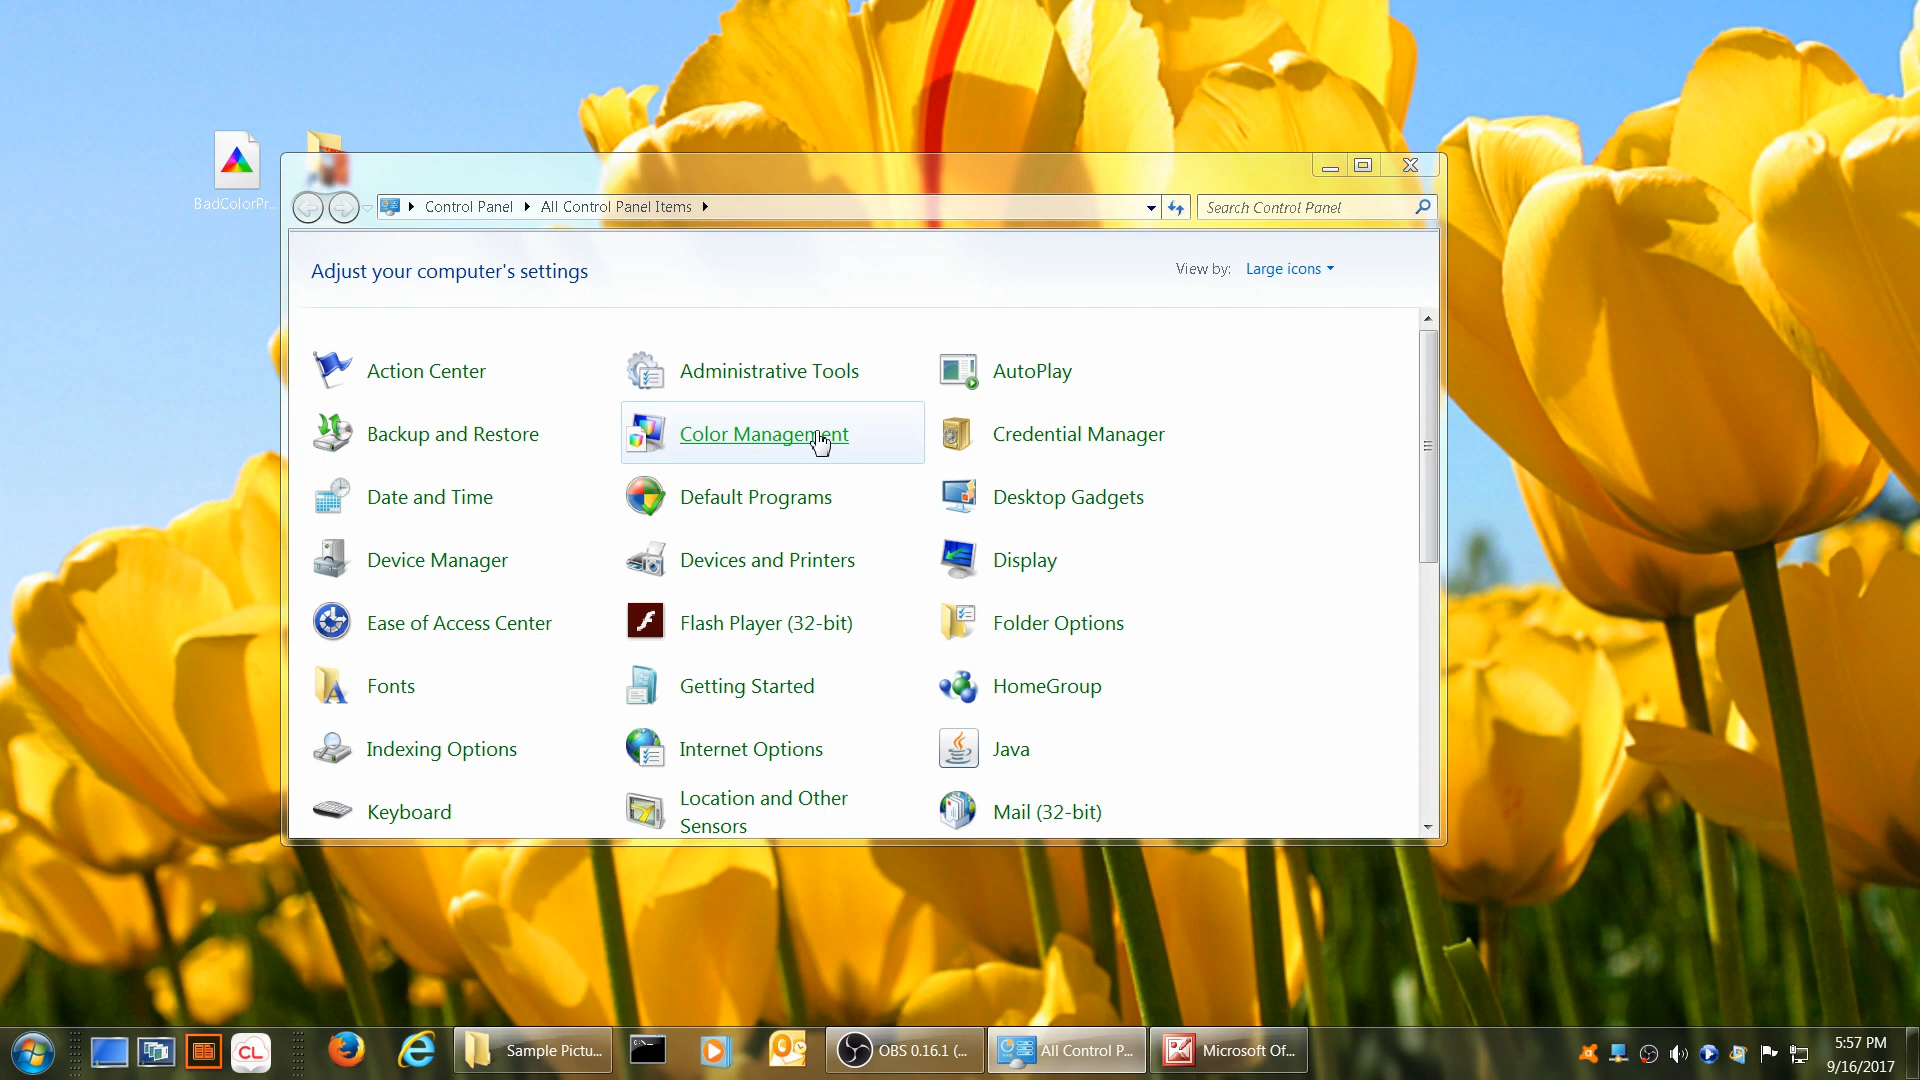 BadColorPr...
Control Panel
All Control Panel Items
Search Control Panel
Adjust your computer's settings
View by: Large icons
Action Center
Administrative Tools
AutoPlay
Backup and Restore
Color Management
Credential Manager
Date and Time
Default Programs
Desktop Gadgets
Device Manager
Devices and Printers
Display
Ease of Access Center
Flash Player (32-bit)
Folder Options
Fonts
Getting Started
HomeGroup
Indexing Options
Internet Options
Java
Keyboard
Location and Other
Sensors
Mail (32-bit)
CL
Sample Pictu...
OBS 0.16.1 (...
All Control P...
Microsoft Of...
5:57 PM
9/16/2017